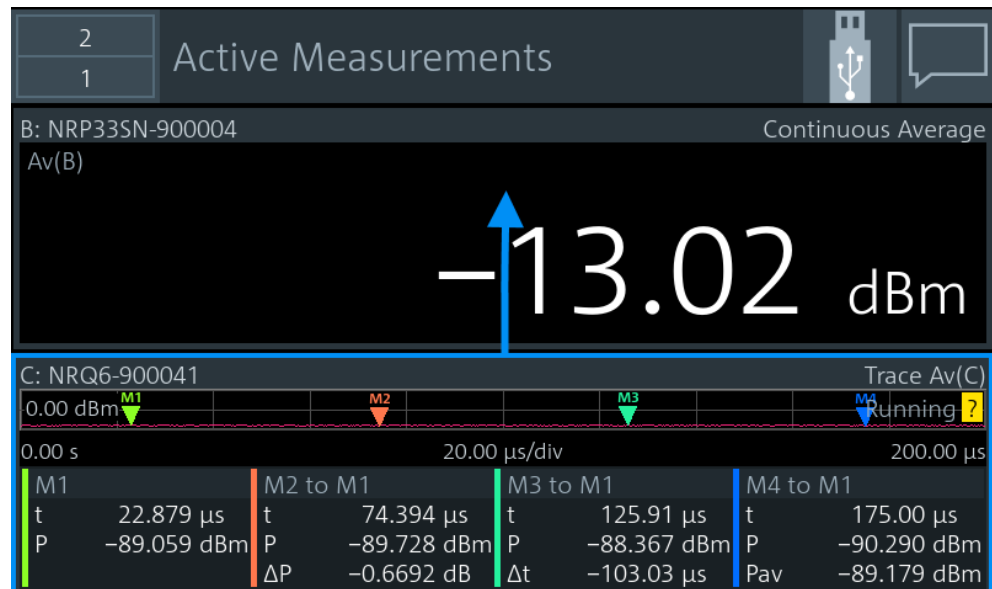 2
1
Active Measurements
B: NRP33SN-900004 Continuous Average
Av(B)
−13.02 dBm
C: NRQ6-900041 Trace Av(C)
0.00 dBm M1 M2 M3 M4 Running ?
0.00 s 20.00 µs/div 200.00 µs
M1 M2 to M1 M3 to M1 M4 to M1
t 22.879 µs t 74.394 µs t 125.91 µs t 175.00 µs
P −89.059 dBm P −89.728 dBm P −88.367 dBm P −90.290 dBm
ΔP −0.6692 dB Δt −103.03 µs Pav −89.179 dBm